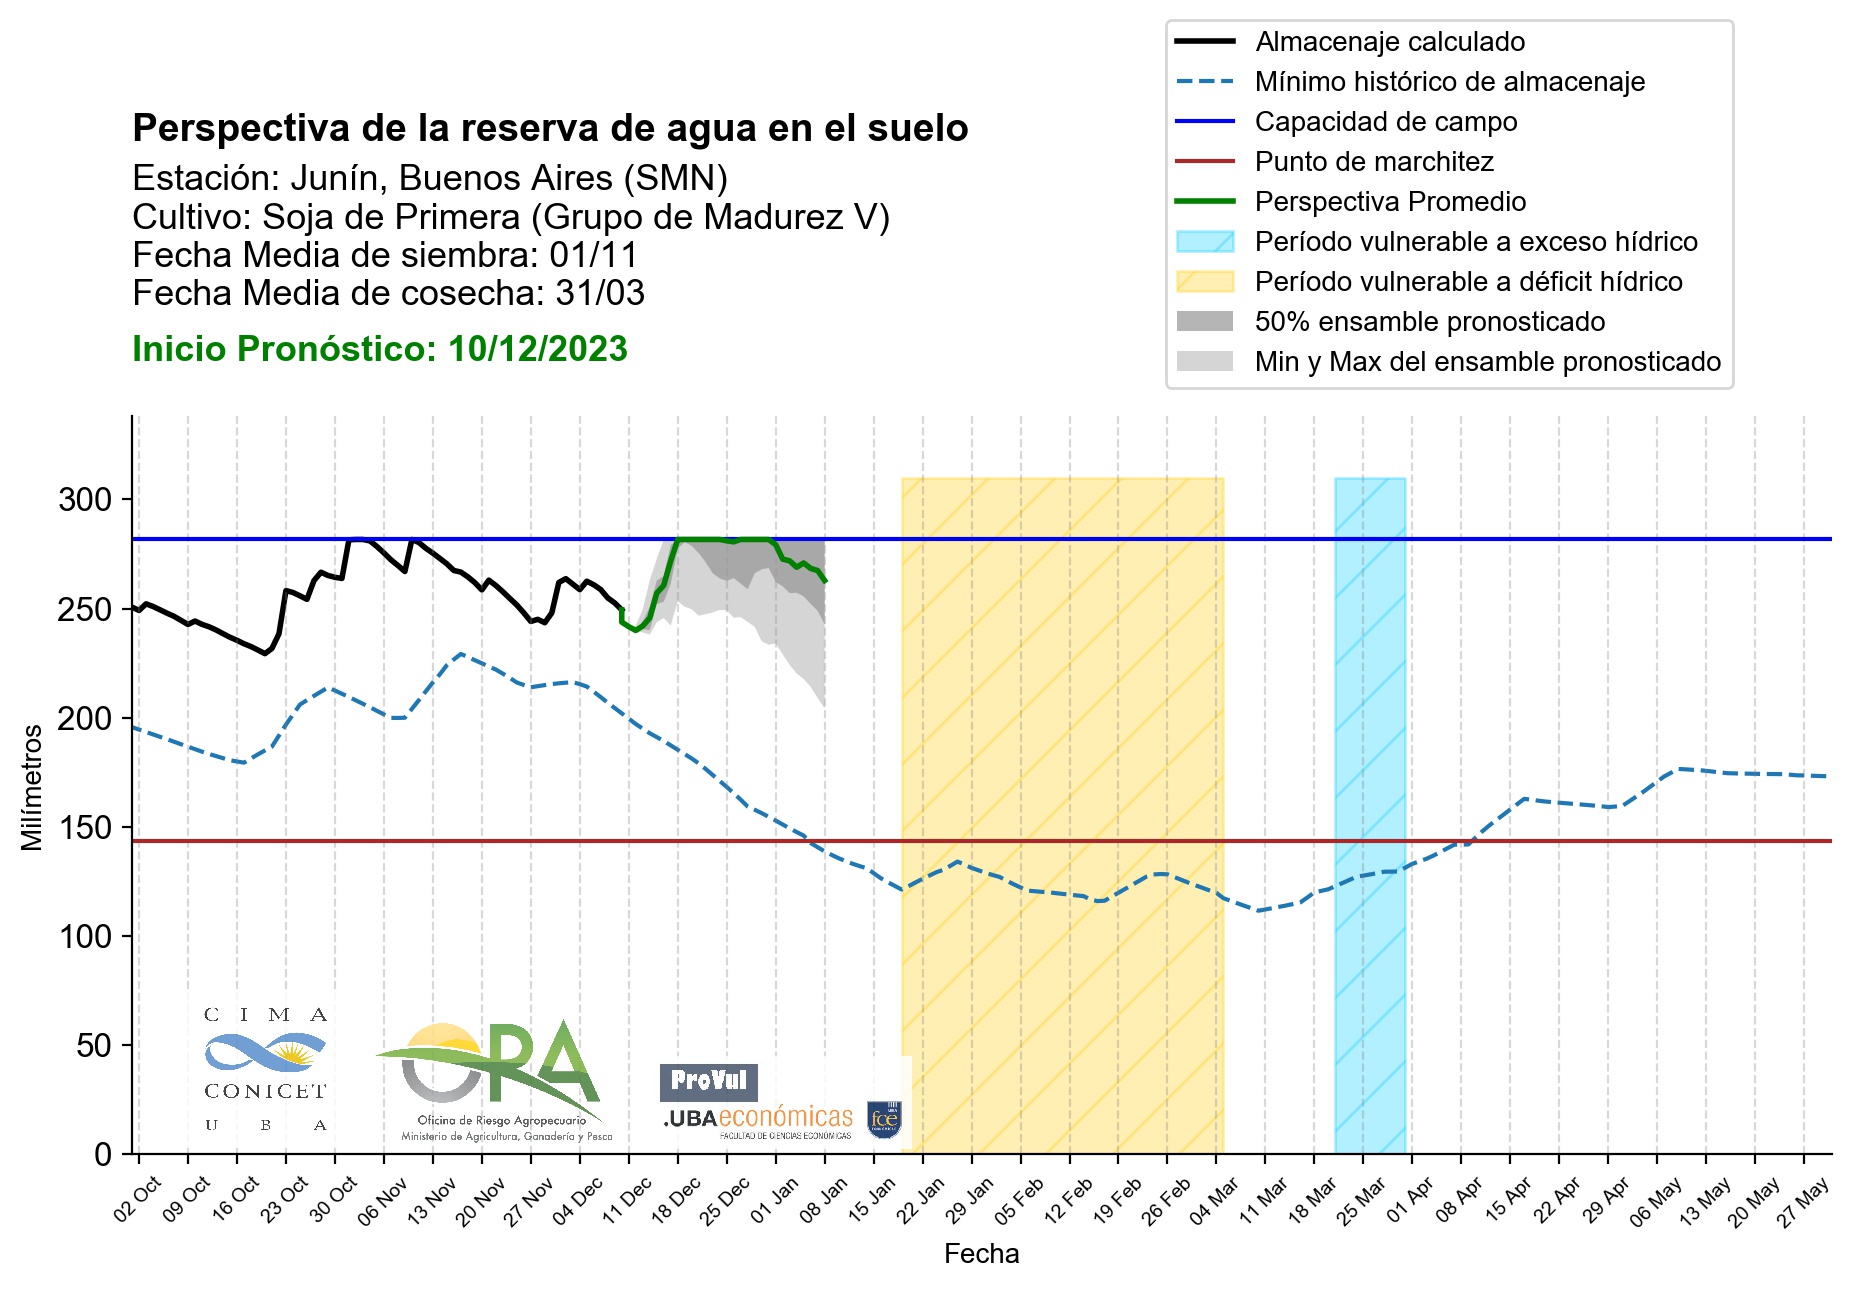 Almacenaje calculado
Mínimo histórico de almacenaje
Capacidad de campo
Punto de marchitez
Perspectiva Promedio
Período vulnerable a exceso hídrico
Período vulnerable a déficit hídrico
50% ensamble pronosticado
Min y Max del ensamble pronosticado
Perspectiva de la reserva de agua en el suelo
Estación: Junín, Buenos Aires (SMN)
Cultivo: Soja de Primera (Grupo de Madurez V)
Fecha Media de siembra: 01/11
Fecha Media de cosecha: 31/03
Inicio Pronóstico: 10/12/2023
300
250
200
150
100
50
0
Milímetros
CIMA
CONICET
UBA
ORA
Oficina de Riesgo Agropecuario
Ministerio de Agricultura, Ganadería y Pesca
ProVul
.UBAeconómicas
FACULTAD DE CIENCIAS ECONÓMICAS
UBA
fce
ECONÓMICAS
02 Oct
09 Oct
16 Oct
23 Oct
30 Oct
06 Nov
13 Nov
20 Nov
27 Nov
04 Dec
11 Dec
18 Dec
25 Dec
01 Jan
08 Jan
15 Jan
22 Jan
29 Jan
05 Feb
12 Feb
19 Feb
26 Feb
04 Mar
11 Mar
18 Mar
25 Mar
01 Apr
08 Apr
15 Apr
22 Apr
29 Apr
06 May
13 May
20 May
27 May
Fecha